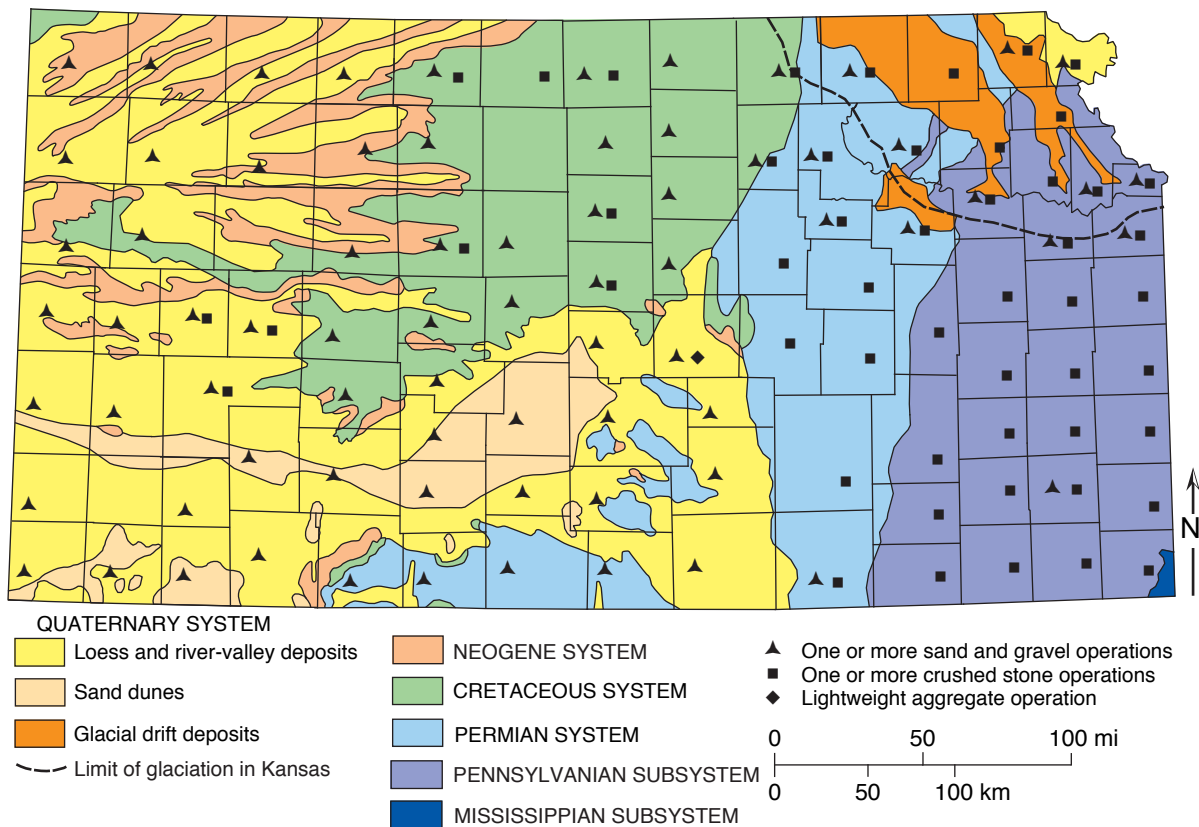 N
QUATERNARY SYSTEM
Loess and river-valley deposits
Sand dunes
Glacial drift deposits
Limit of glaciation in Kansas
NEOGENE SYSTEM
CRETACEOUS SYSTEM
PERMIAN SYSTEM
PENNSYLVANIAN SUBSYSTEM
MISSISSIPPIAN SUBSYSTEM
One or more sand and gravel operations
One or more crushed stone operations
Lightweight aggregate operation
0 50 100 mi
0 50 100 km